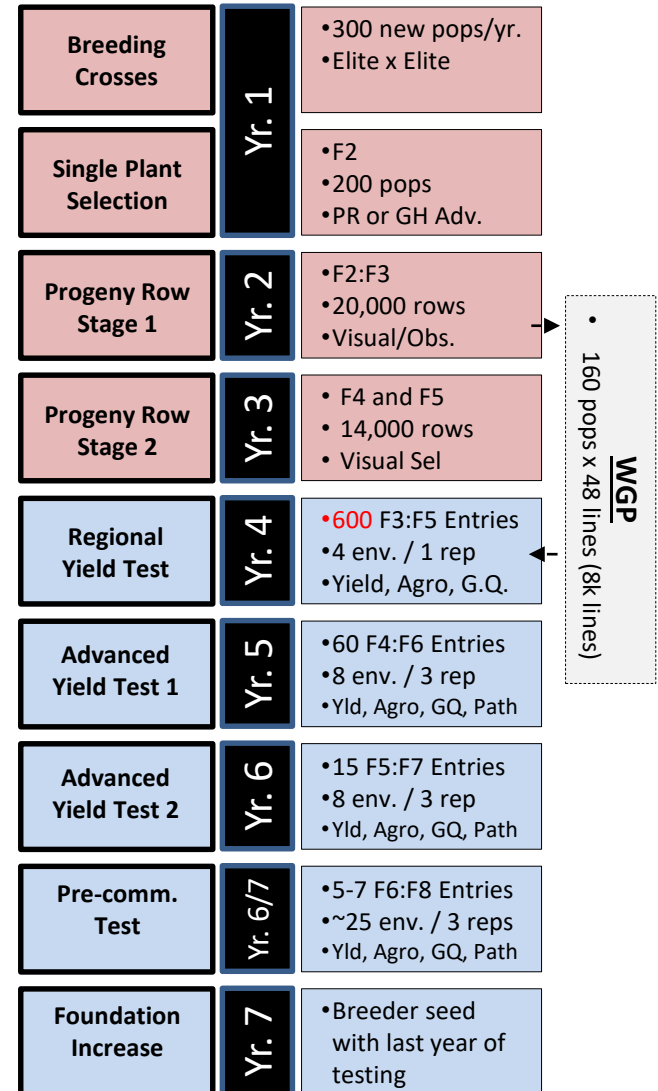 Breeding
Crosses
Yr. 1
•300 new pops/yr.
•Elite x Elite
Single Plant
Selection
•F2
•200 pops
•PR or GH Adv.
Progeny Row
Stage 1
Yr. 2
•F2:F3
•20,000 rows
•Visual/Obs.
Progeny Row
Stage 2
Yr. 3
• F4 and F5
• 14,000 rows
• Visual Sel
Regional
Yield Test
Yr. 4
•600 F3:F5 Entries
•4 env. / 1 rep
•Yield, Agro, G.Q.
Advanced
Yield Test 1
Yr. 5
•60 F4:F6 Entries
•8 env. / 3 rep
•Yld, Agro, GQ, Path
Advanced
Yield Test 2
Yr. 6
•15 F5:F7 Entries
•8 env. / 3 rep
•Yld, Agro, GQ, Path
Pre-comm.
Test
Yr. 6/7
•5-7 F6:F8 Entries
•~25 env. / 3 reps
•Yld, Agro, GQ, Path
Foundation
Increase
Yr. 7
•Breeder seed
with last year of
testing
WGP
• 160 pops x 48 lines (8k lines)